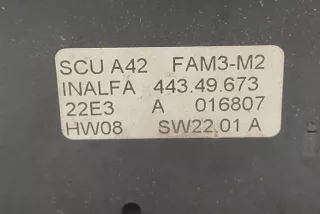 SCU A42 FAM3-M2
INALFA 443.49.673
22E3 A 016807
HW08 SW22.01 A